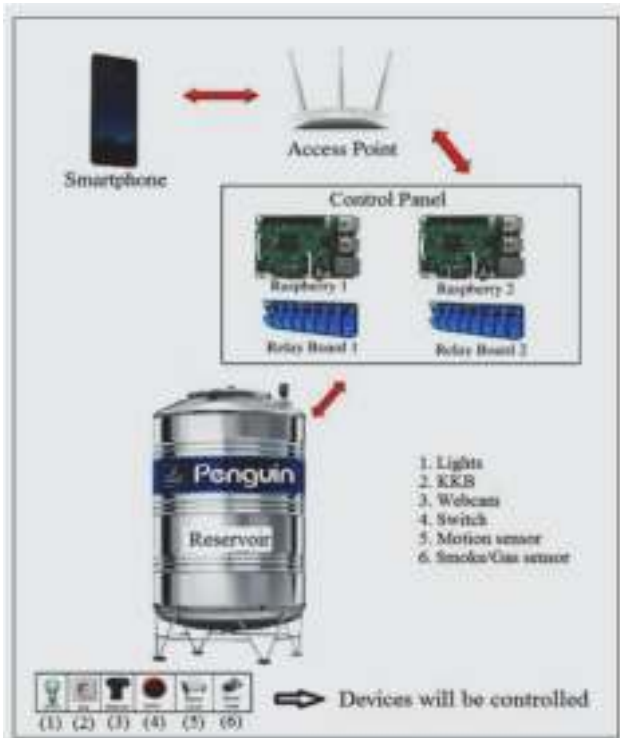 Smartphone
Access Point
Control Panel
Raspberry 1
Raspberry 2
Relay Board 1
Relay Board 2
Penguin
Reservoir
1. Lights
2. KKB
3. Webcam
4. Switch
5. Motion sensor
6. Smoke/Gas sensor
(1) (2) (3) (4) (5) (6)
Devices will be controlled